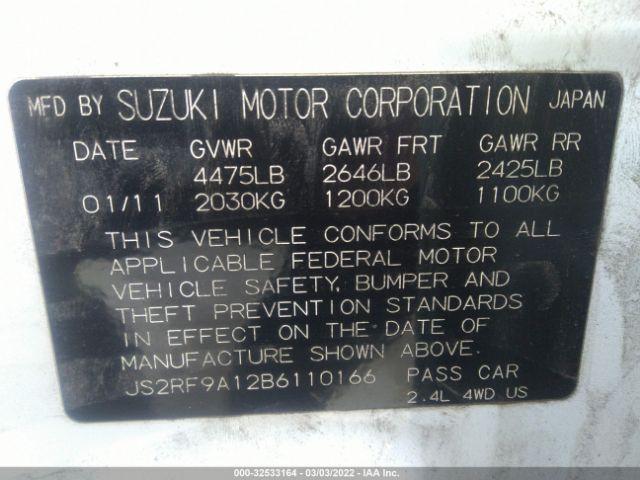 MFD BY SUZUKI MOTOR CORPORATION JAPAN
DATE GVWR GAWR FRT GAWR RR
4475LB 2646LB 2425LB
01/11 2030KG 1200KG 1100KG
THIS VEHICLE CONFORMS TO ALL
APPLICABLE FEDERAL MOTOR
VEHICLE SAFETY, BUMPER AND
THEFT PREVENTION STANDARDS
IN EFFECT ON THE DATE OF
MANUFACTURE SHOWN ABOVE.
JS2RF9A12B6110166 PASS CAR
2.4L 4WD US
000-32533164 - 03/03/2022 - IAA Inc.